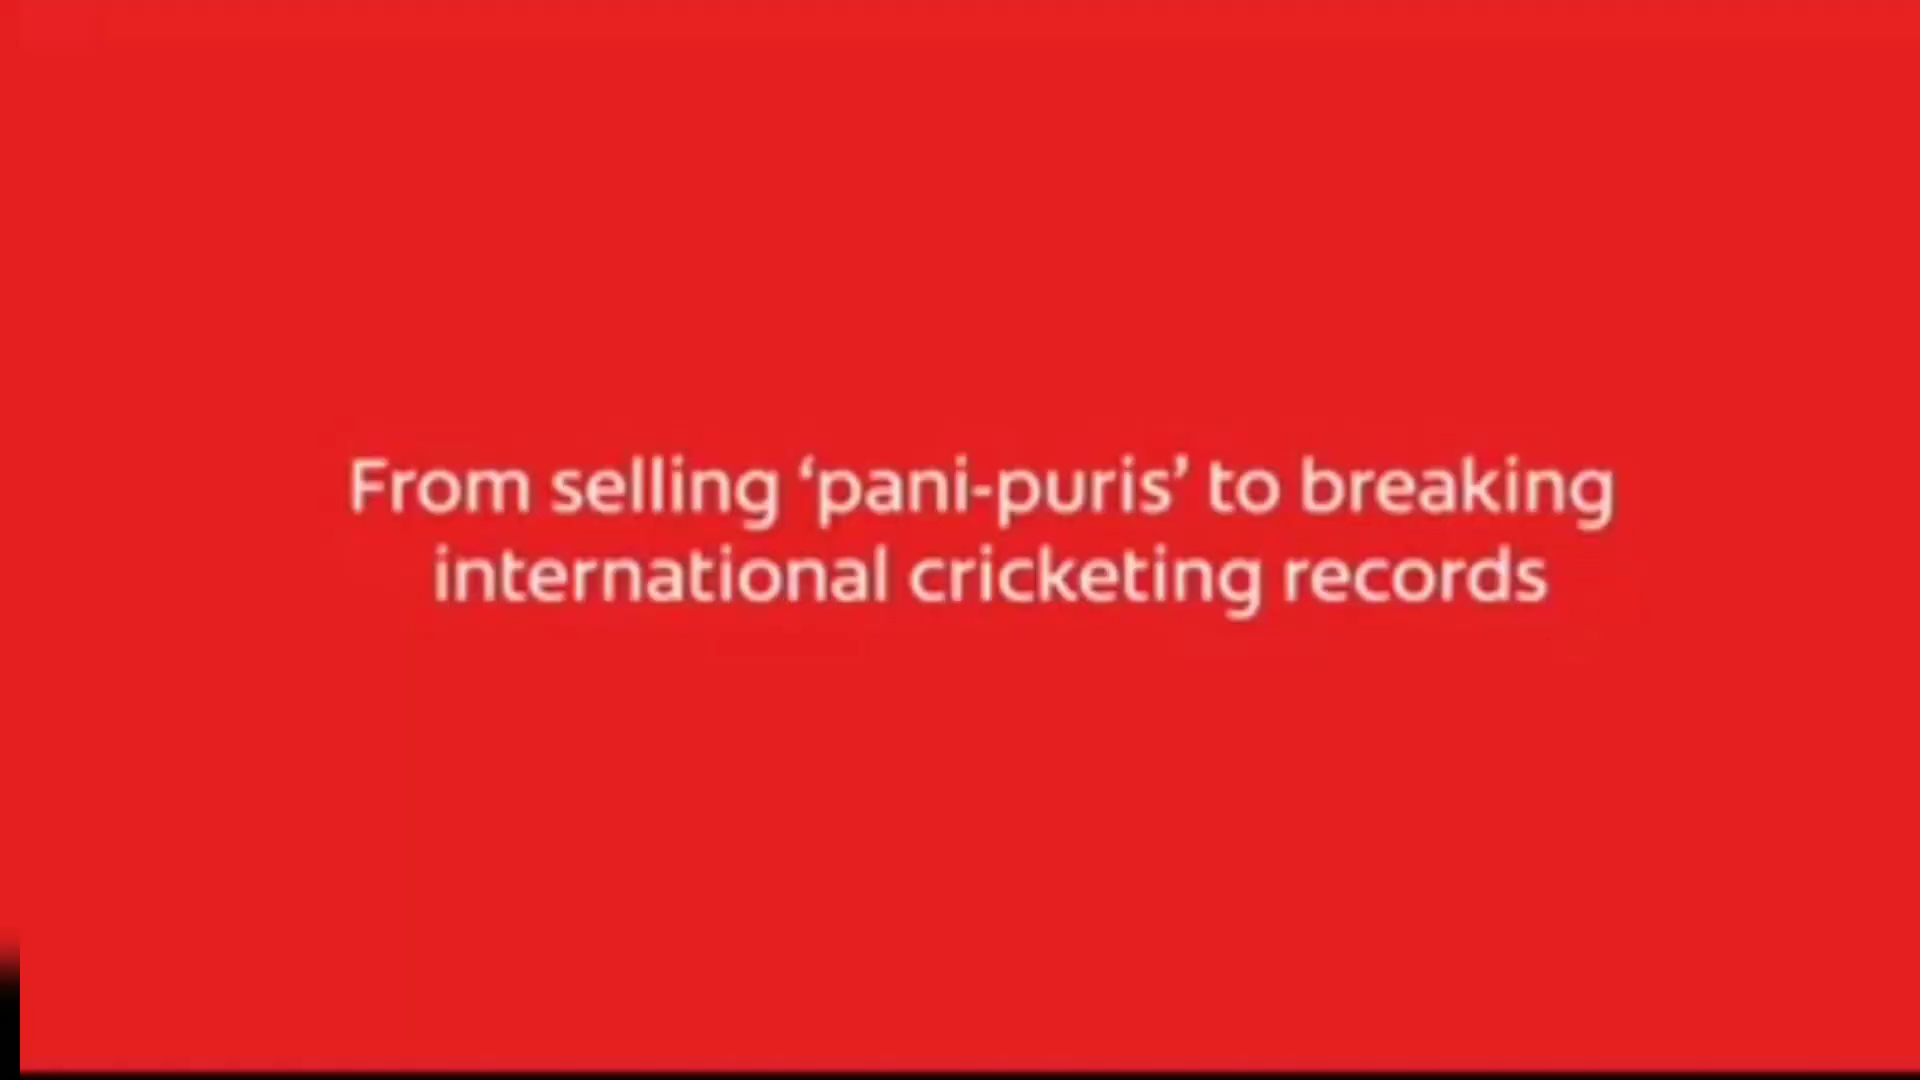 From selling ‘pani-puris’ to breaking
international cricketing records